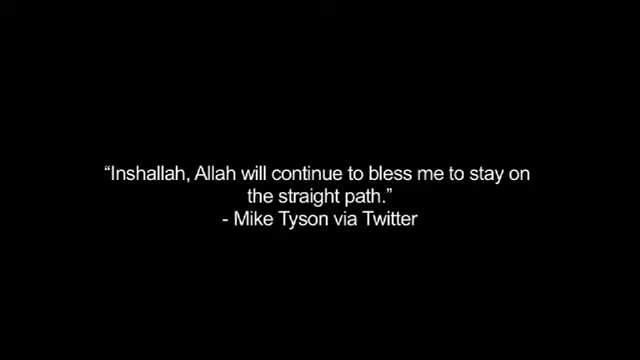 “Inshallah, Allah will continue to bless me to stay on
the straight path.”
- Mike Tyson via Twitter